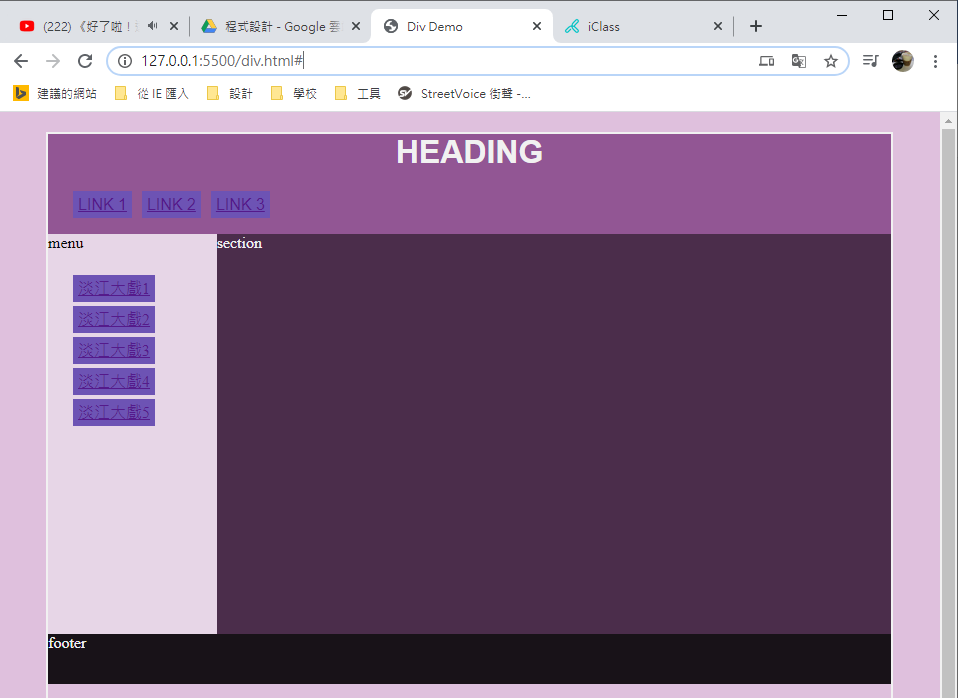 (222) 《好了啦！
程式設計 - Google 雲
Div Demo
iClass
127.0.0.1:5500/div.html#
建議的網站
從 IE 匯入
設計
學校
工具
StreetVoice 街聲 -...
HEADING
LINK 1 LINK 2 LINK 3
menu
section
淡江大戲1
淡江大戲2
淡江大戲3
淡江大戲4
淡江大戲5
footer